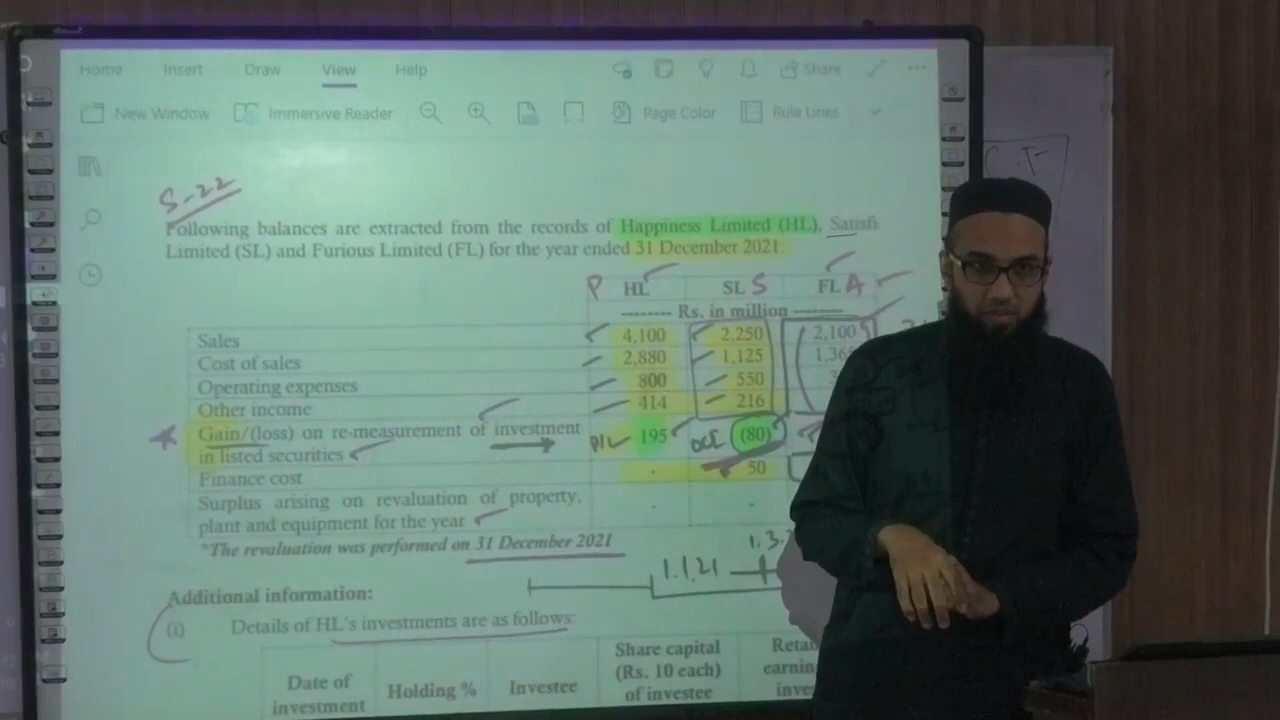 Home Insert Draw View Help Share
New Window Immersive Reader Page Color Rule Lines
S-22
Following balances are extracted from the records of Happiness Limited (HL), Satisfi
Limited (SL) and Furious Limited (FL) for the year ended 31 December 2021
P HL SL S FL A
Rs. in million
Sales 4,100 2,250 2,100
Cost of sales 2,880 1,125
Operating expenses 800 550
Other income 414 216
Gain/(loss) on re-measurement of investment P/L 195 OCI (80)
in listed securities
Finance cost - 50
Surplus arising on revaluation of property, - -
plant and equipment for the year
*The revaluation was performed on 31 December 2021
1.1.21 1.3.
Additional information:
(i) Details of HL's investments are as follows:
Date of investment Holding % Investee Share capital (Rs. 10 each) of investee